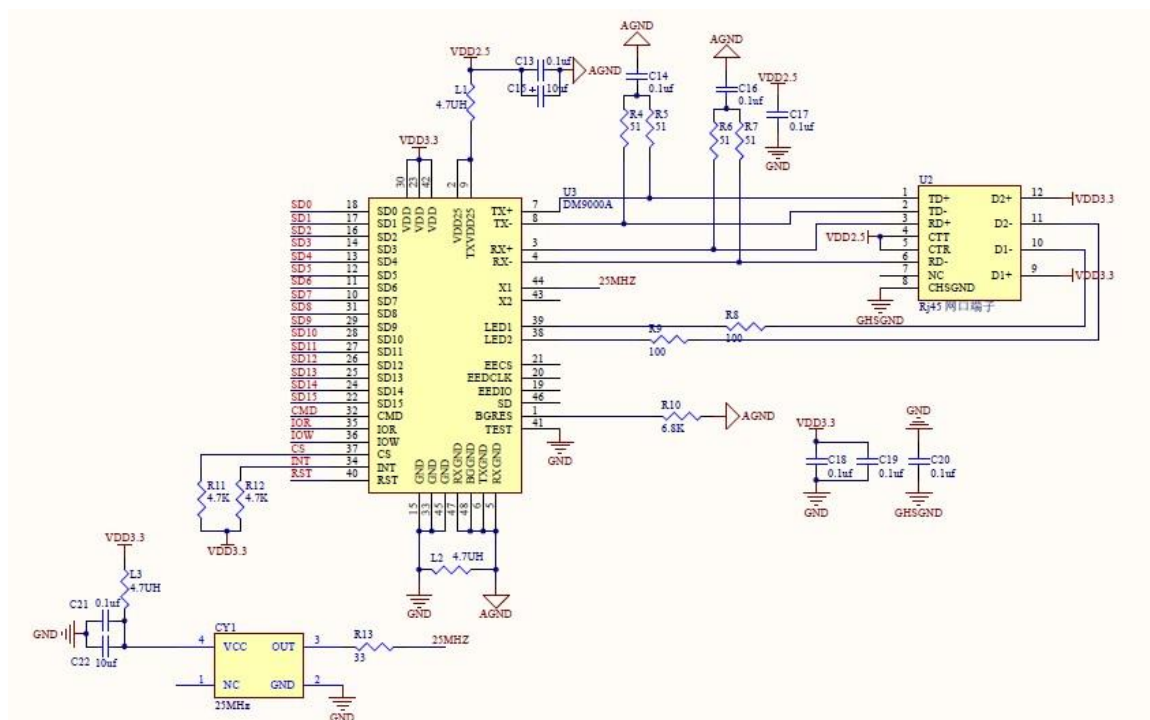 AGND
AGND
VDD2.5
C13 0.1uf
AGND
C15 + 10uf
L1
4.7UH
C14
0.1uf
C16
0.1uf
VDD2.5
C17
0.1uf
GND
R4
51
R5
51
R6
51
R7
51
VDD3.3
30 23 42 2 9
VDD VDD VDD VDD25 TXVDD25
U3
DM9000A
SD0 18 SD0
SD1 17 SD1
SD2 16 SD2
SD3 14 SD3
SD4 13 SD4
SD5 12 SD5
SD6 11 SD6
SD7 10 SD7
SD8 31 SD8
SD9 29 SD9
SD10 28 SD10
SD11 27 SD11
SD12 26 SD12
SD13 25 SD13
SD14 24 SD14
SD15 22 SD15
CMD 32 CMD
IOR 35 IOR
IOW 36 IOW
CS 37 CS
INT 34 INT
RST 40 RST
TX+ 7
TX- 8
RX+ 3
RX- 4
X1 44 25MHZ
X2 43
LED1 39
LED2 38
EECS 21
EEDCLK 20
EEDIO 19
SD 46
BGRES 1
TEST 41
GND
GND GND GND RXGND BGGND TXGND RXGND
15 33 45 47 48 6 5
R8
100
R9
100
R10
6.8K
AGND
U2
1 TD+ D2+ 12 VDD3.3
2 TD-
3 RD+ D2- 11
VDD2.5 4 CTT
5 CTR D1- 10
6 RD-
7 NC D1+ 9 VDD3.3
8 CHSGND
GHSGND
Rj45 网口端子
VDD3.3
C18
0.1uf
C19
0.1uf
GND
GND
C20
0.1uf
GHSGND
R11
4.7K
R12
4.7K
VDD3.3
L2 4.7UH
GND
AGND
VDD3.3
L3
4.7UH
C21 0.1uf
GND
C22 10uf
CY1
4 VCC OUT 3
1 NC GND 2
25MHz
R13
33
25MHZ
GND